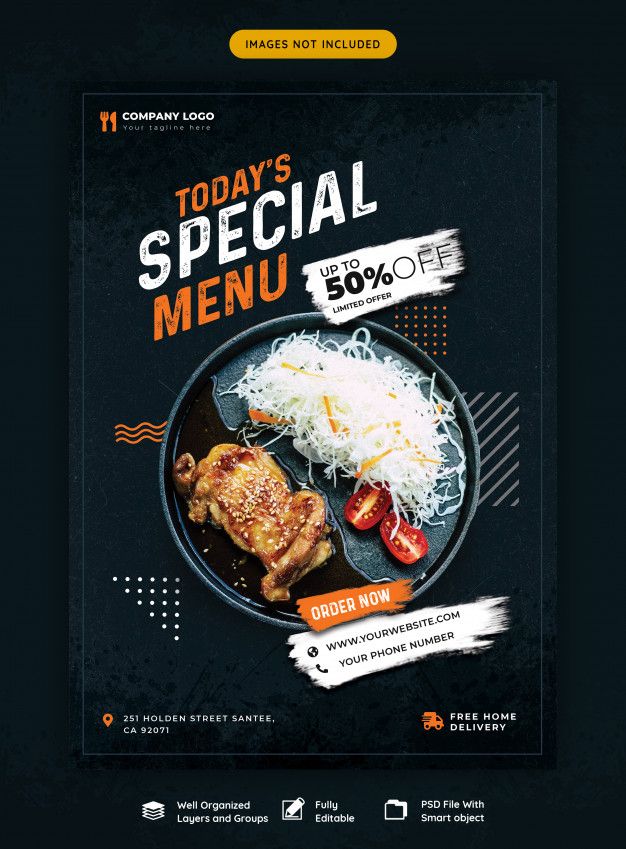 IMAGES NOT INCLUDED
COMPANY LOGO
Your tagline here
TODAY'S
SPECIAL
MENU
UP TO
50% OFF
LIMITED OFFER
ORDER NOW
WWW.YOURWEBSITE.COM
YOUR PHONE NUMBER
251 HOLDEN STREET SANTEE,
CA 92071
FREE HOME
DELIVERY
Well Organized
Layers and Groups
Fully
Editable
PSD File With
Smart object